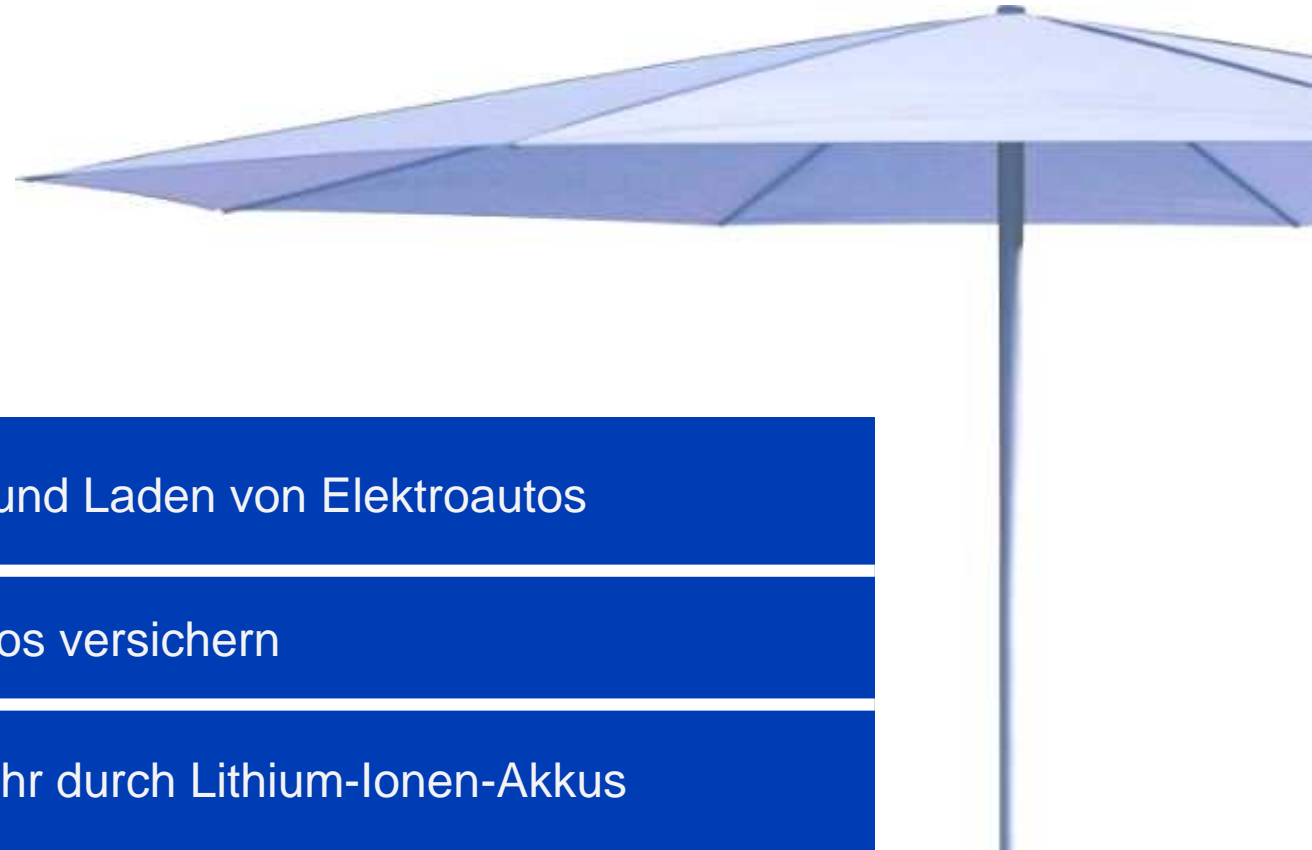 und Laden von Elektroautos
os versichern
hr durch Lithium-Ionen-Akkus